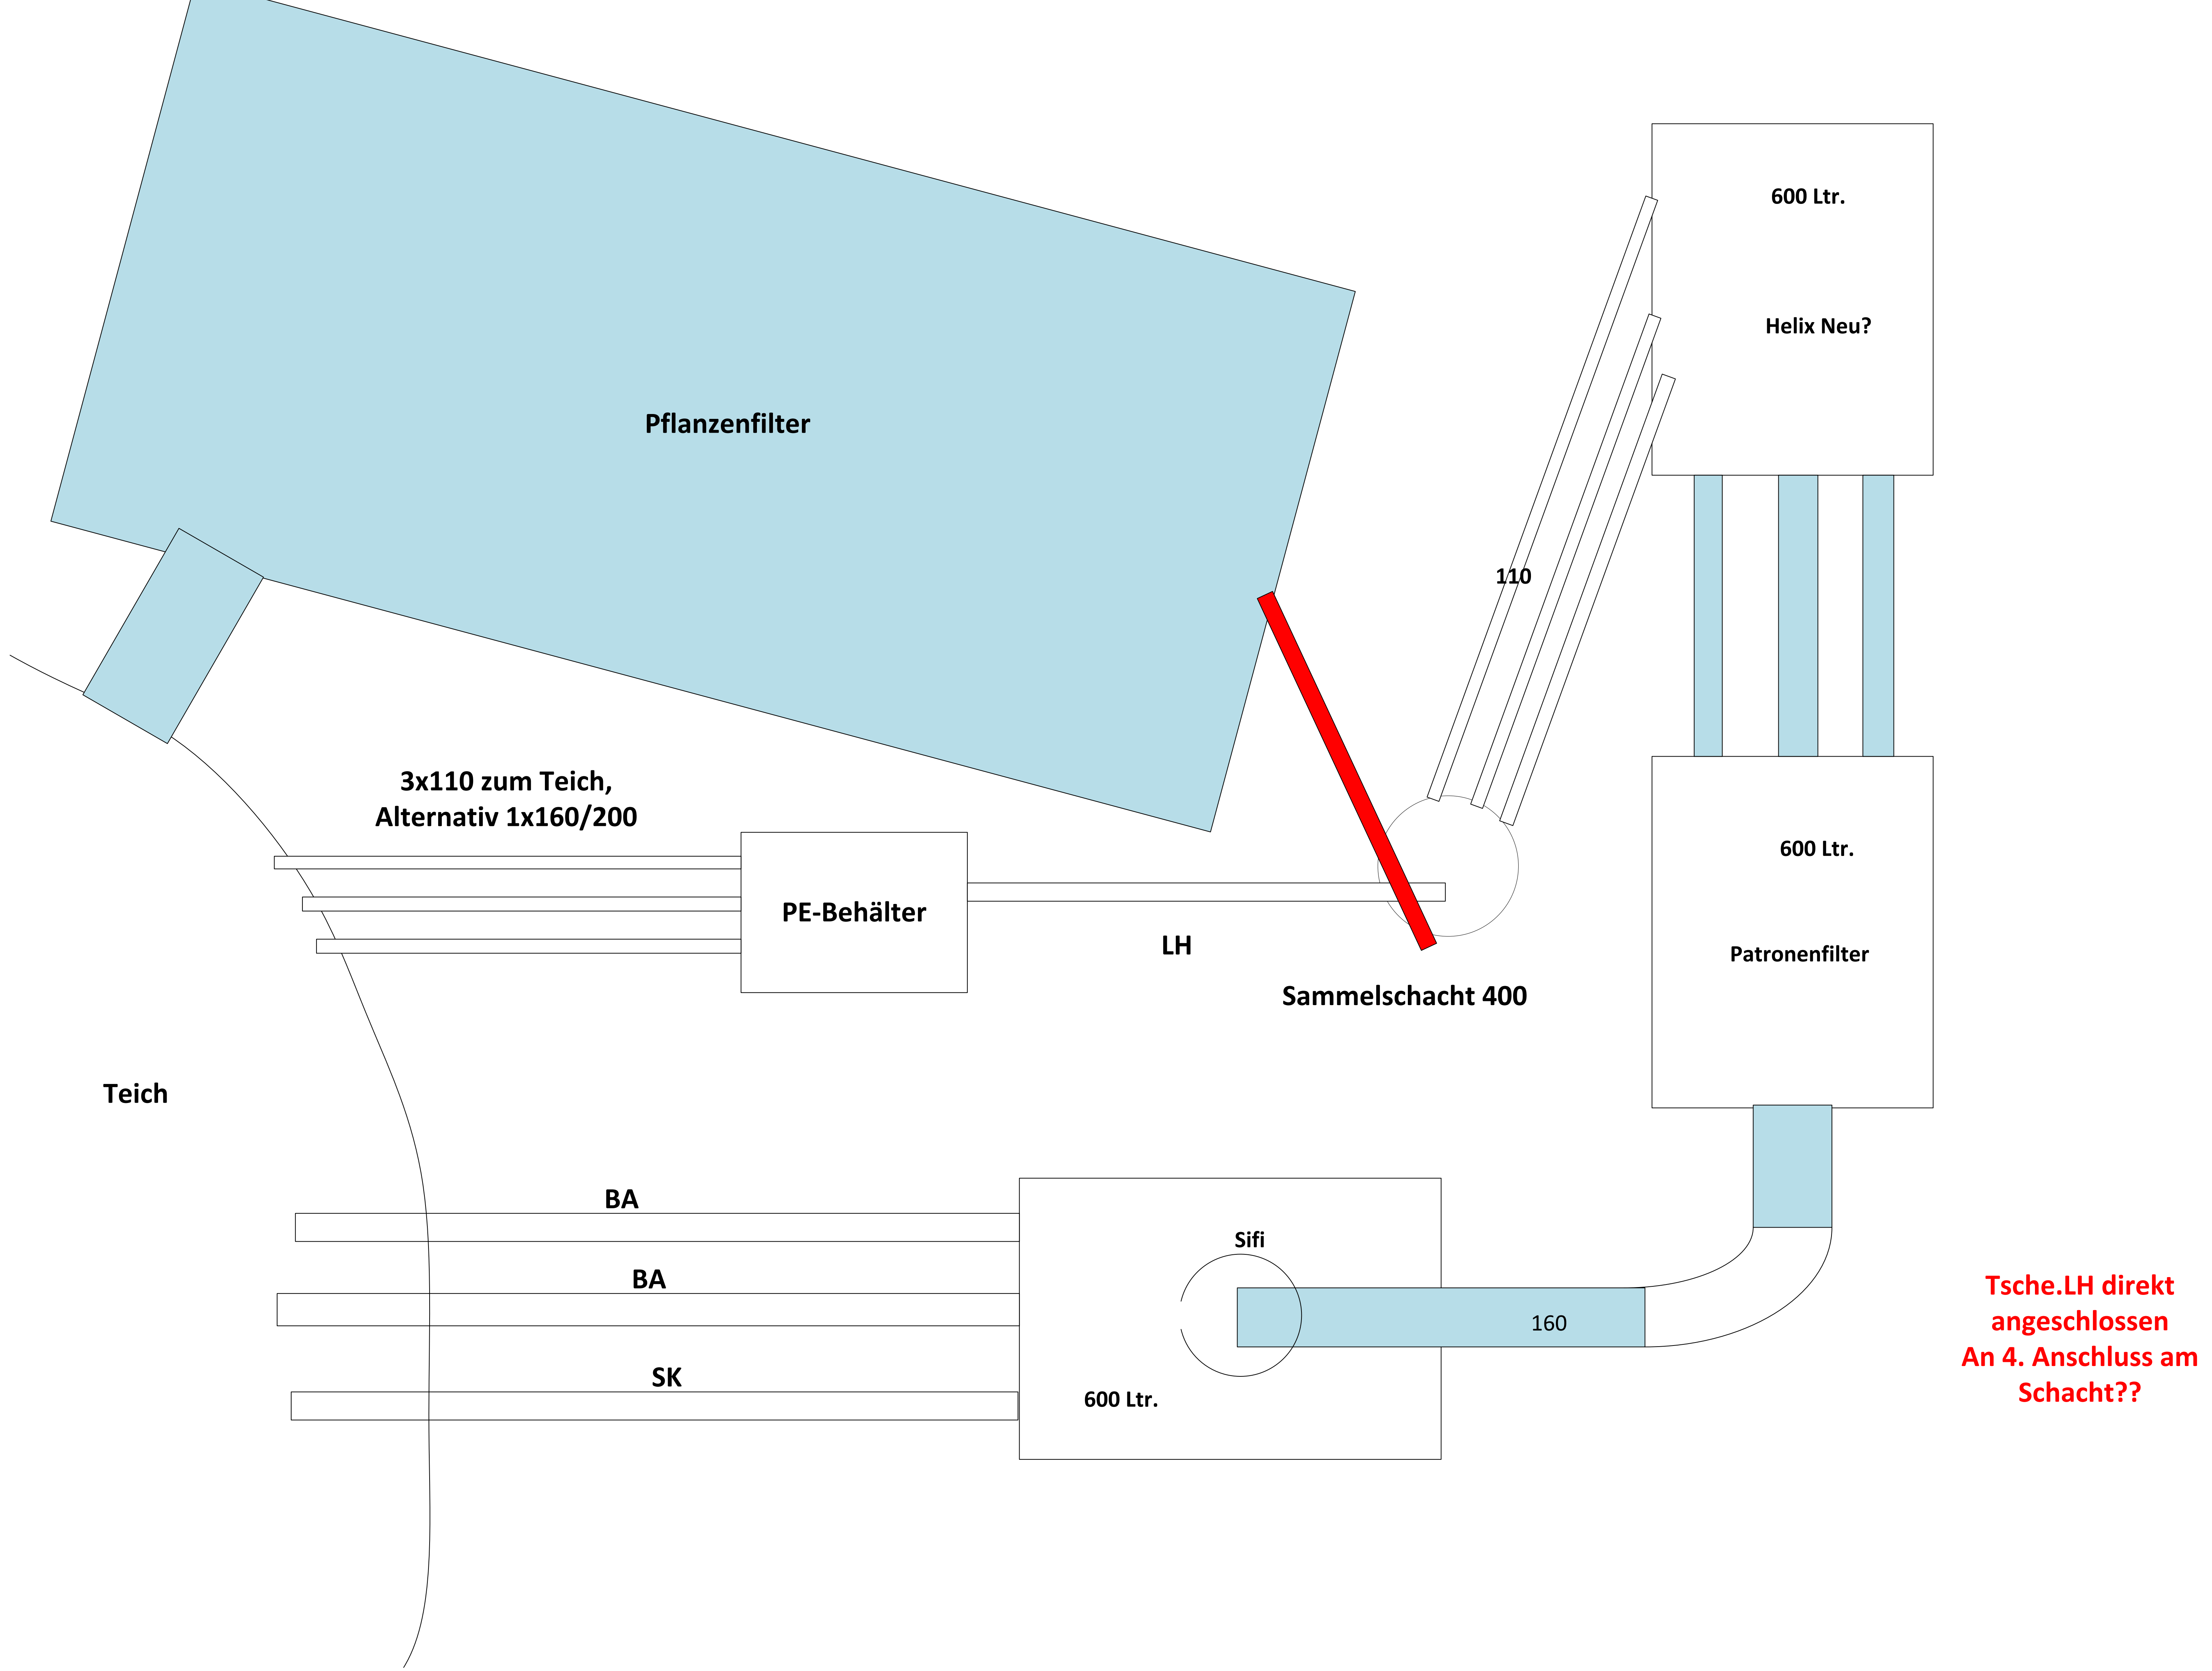 600 Ltr.
Helix Neu?
Pflanzenfilter
110
3x110 zum Teich,
Alternativ 1x160/200
600 Ltr.
PE-Behälter
LH
Patronenfilter
Sammelschacht 400
Teich
BA
Sifi
BA
160
SK
600 Ltr.
Tsche.LH direkt
angeschlossen
An 4. Anschluss am
Schacht??